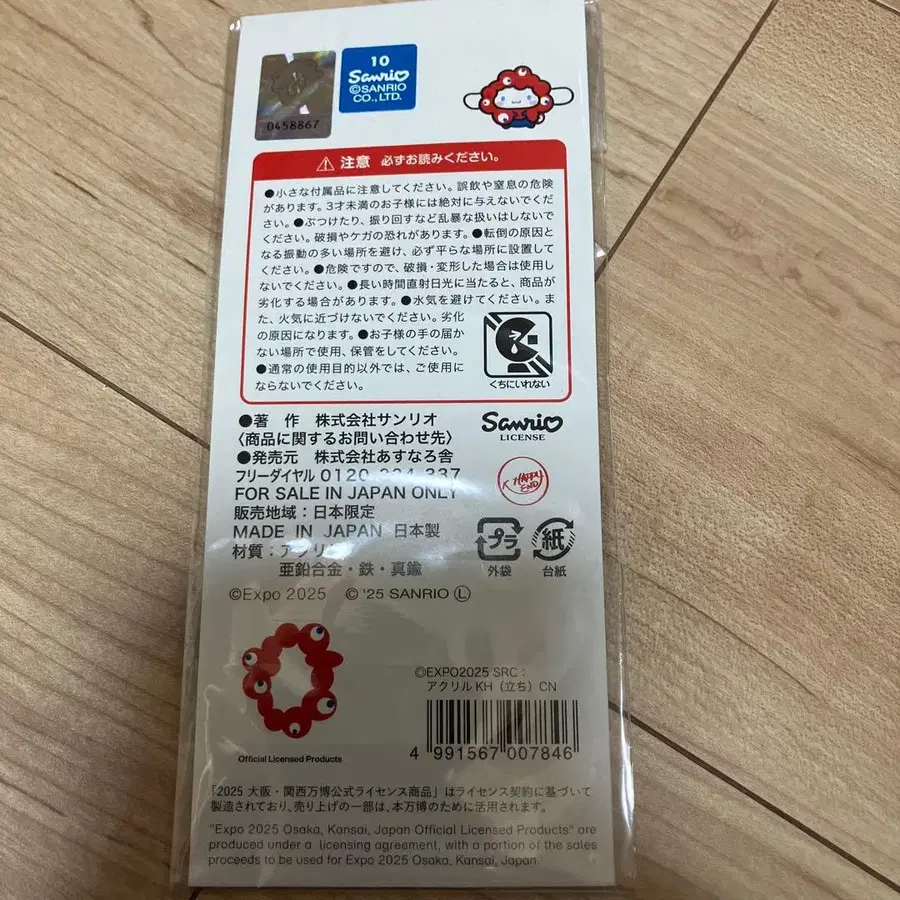 0458867
10
Sanrio
©SANRIO
CO., LTD.
注意 必ずお読みください。
●小さな付属品に注意してください。誤飲や窒息の危険
があります。3才未満のお子様には絶対に与えないでくだ
さい。●ぶつけたり、振り回すなど乱暴な扱いはしないで
ください。破損やケガの恐れがあります。●転倒の原因と
なる振動の多い場所を避け、必ず平らな場所に設置して
ください。●危険ですので、破損・変形した場合は使用し
ないでください。●長い時間直射日光に当たると、商品が
劣化する場合があります。●水気を避けてください。ま
た、火気に近づけないでください。劣化
の原因になります。●お子様の手の届か
ない場所で使用、保管をしてください。
●通常の使用目的以外では、ご使用に
ならないでください。
くちにいれない
●著 作 株式会社サンリオ
〈商品に関するお問い合わせ先〉
●発売元 株式会社あすなろ舎
フリーダイヤル 0120
FOR SALE IN JAPAN ONLY
販売地域:日本限定
MADE IN JAPAN 日本製
材質:アクリ
亜鉛合金・鉄・真鍮
Sanrio
LICENSE
HAPPY
END
プラ
外袋
紙
台紙
©Expo 2025 © '25 SANRIO Ⓛ
Official Licensed Products
©EXPO2025 SRC:
アクリルKH(立ち)CN
4 991567 007846
「2025 大阪・関西万博公式ライセンス商品」はライセンス契約に基づいて
製造されており、売り上げの一部は、本万博のために活用されます。
"Expo 2025 Osaka, Kansai, Japan Official Licensed Products" are
produced under a licensing agreement, with a portion of the sales
proceeds to be used for Expo 2025 Osaka, Kansai, Japan.